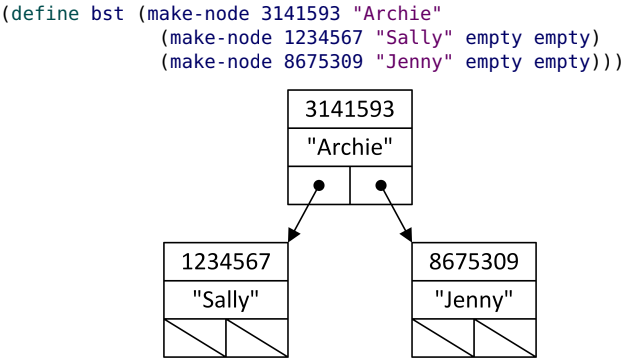 (define bst (make-node 3141593 "Archie"
(make-node 1234567 "Sally" empty empty)
(make-node 8675309 "Jenny" empty empty)))
3141593
"Archie"
1234567
8675309
"Sally"
"Jenny"